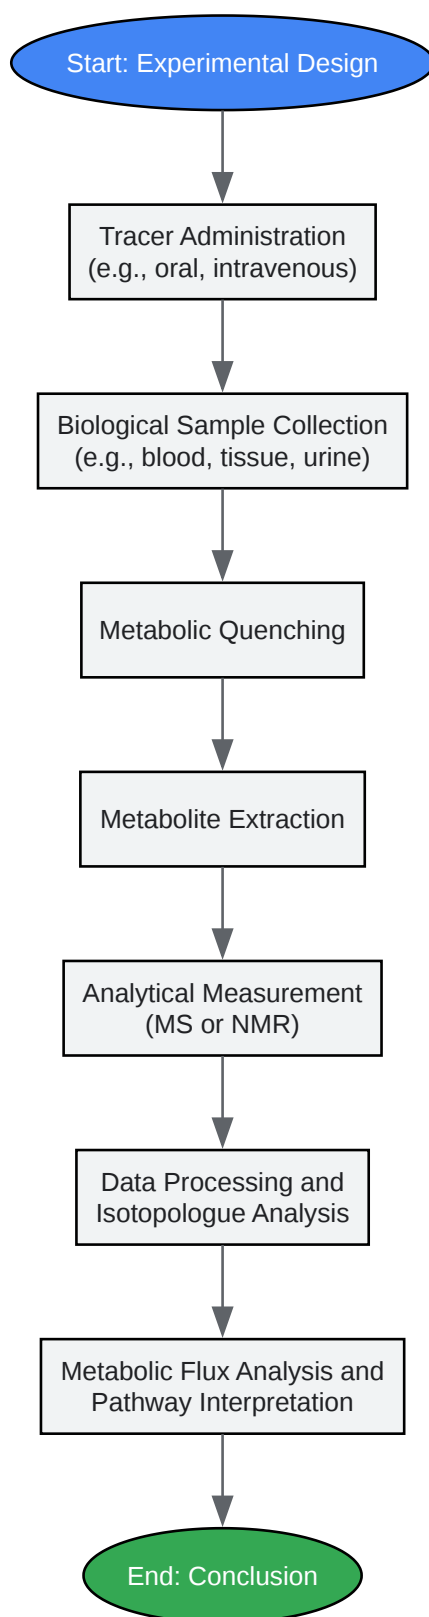 Start: Experimental Design
Tracer Administration
(e.g., oral, intravenous)
Biological Sample Collection
(e.g., blood, tissue, urine)
Metabolic Quenching
Metabolite Extraction
Analytical Measurement
(MS or NMR)
Data Processing and
Isotopologue Analysis
Metabolic Flux Analysis and
Pathway Interpretation
End: Conclusion